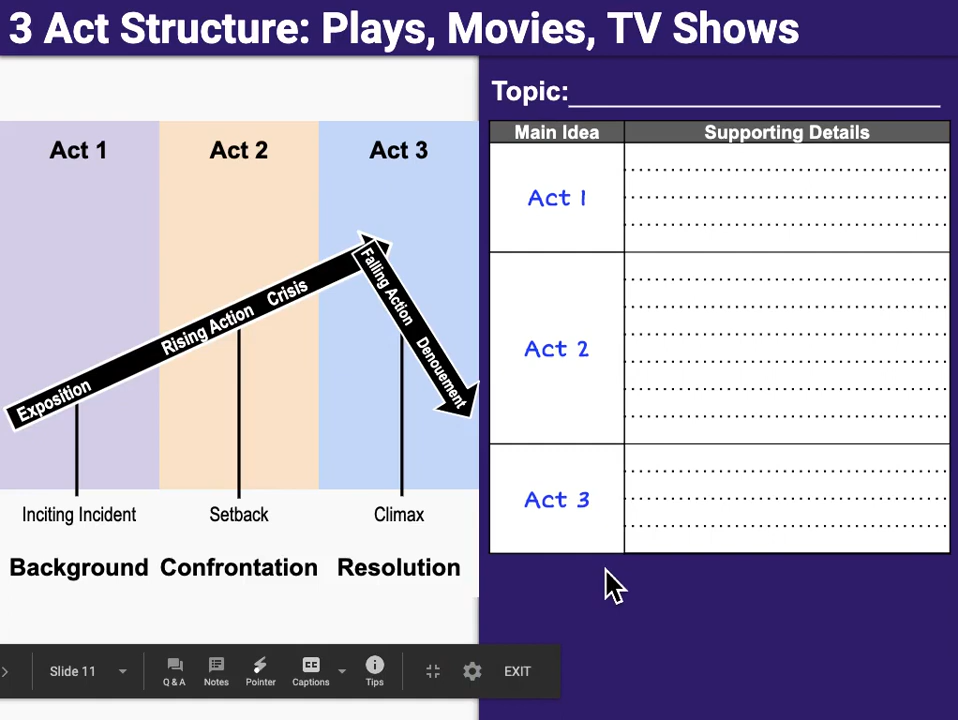 3 Act Structure: Plays, Movies, TV Shows
Act 1
Act 2
Act 3
Exposition
Rising Action
Crisis
Falling Action
Denouement
Inciting Incident
Setback
Climax
Background
Confrontation
Resolution
Topic:
Main Idea
Supporting Details
Act 1
Act 2
Act 3
Slide 11
Q & A
Notes
Pointer
CC
Captions
Tips
EXIT